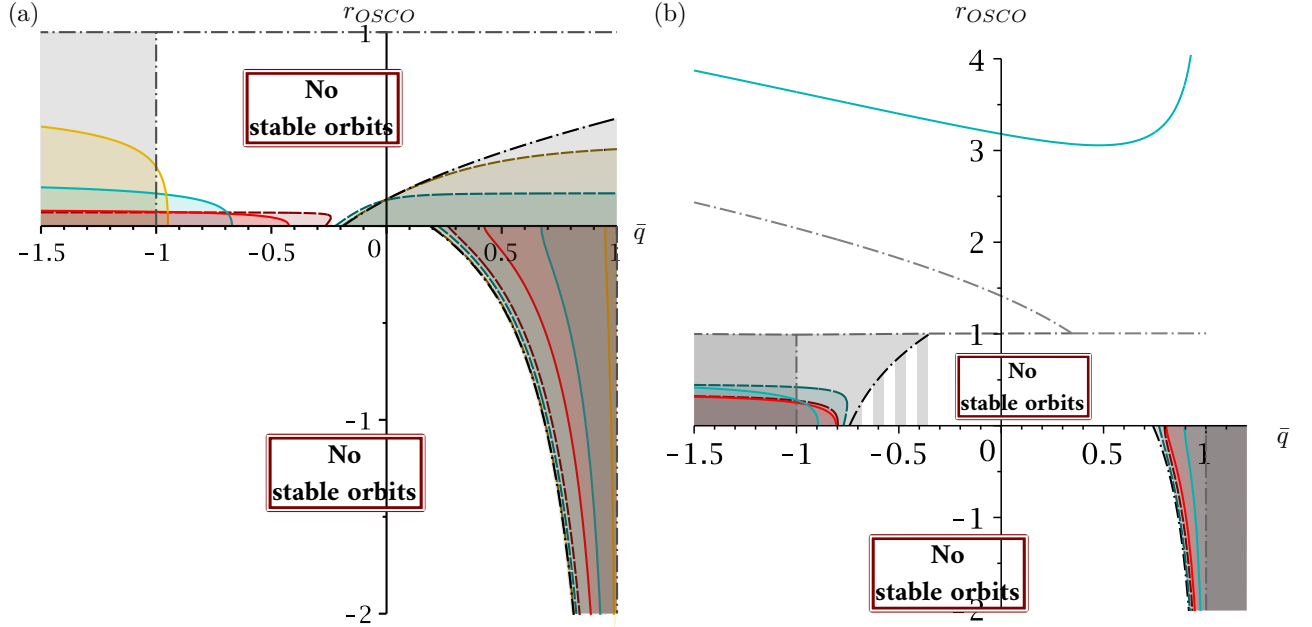 (a)
r_OSCO
1
No
stable orbits
-1.5
-1
-0.5
0
0.5
1
q̄
-1
No
stable orbits
-2
(b)
r_OSCO
4
3
2
1
No
stable orbits
-1.5
-1
-0.5
0
0.5
1
q̄
-1
No
stable orbits
-2